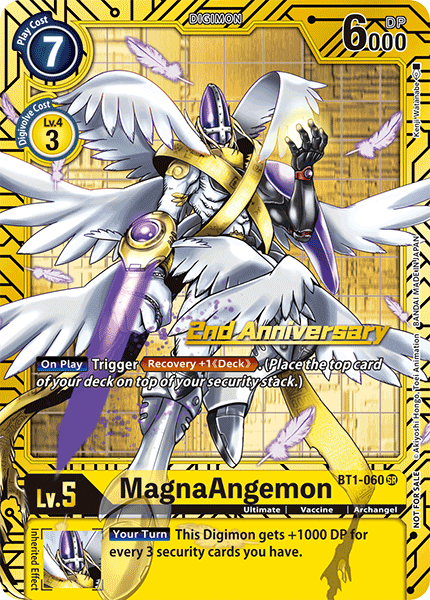 Play Cost
7
DIGIMON
DP
6000
Digivolve Cost
Lv.4
3
Kenji Watanabe
2nd Anniversary
On Play Trigger Recovery +1《Deck》. (Place the top card
of your deck on top of your security stack.)
©Akiyoshi Hongo, Toei Animation BANDAI MADE IN JAPAN
NOT FOR SALE
Lv.5
MagnaAngemon
BT1-060 SR
Ultimate | Vaccine | Archangel
Inherited Effect
Your Turn This Digimon gets +1000 DP for
every 3 security cards you have.